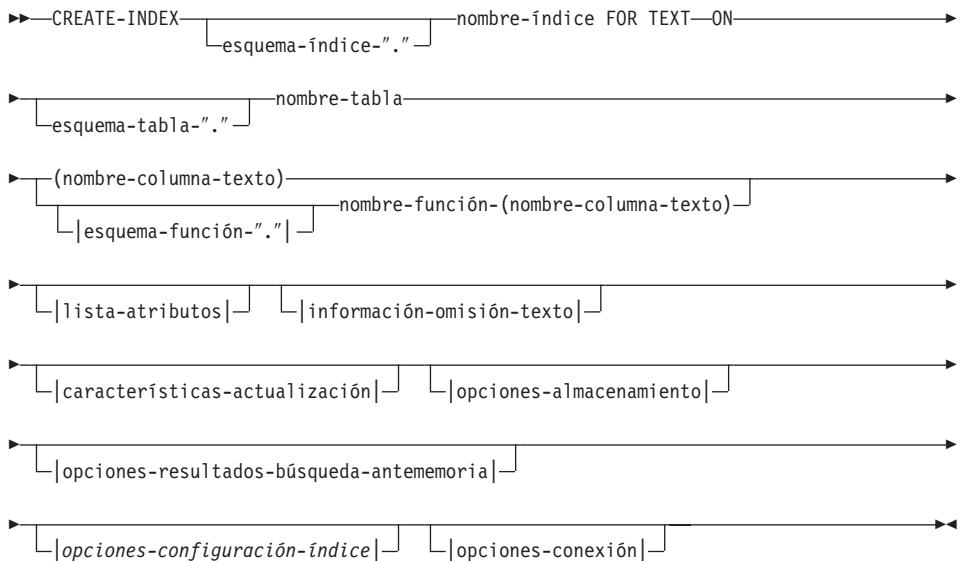 CREATE-INDEX nombre-índice FOR TEXT ON
esquema-índice-"."
nombre-tabla
esquema-tabla-"."
(nombre-columna-texto)
nombre-función-(nombre-columna-texto)
|esquema-función-"."|
|lista-atributos| |información-omisión-texto|
|características-actualización| |opciones-almacenamiento|
|opciones-resultados-búsqueda-antememoria|
|opciones-configuración-índice| |opciones-conexión|